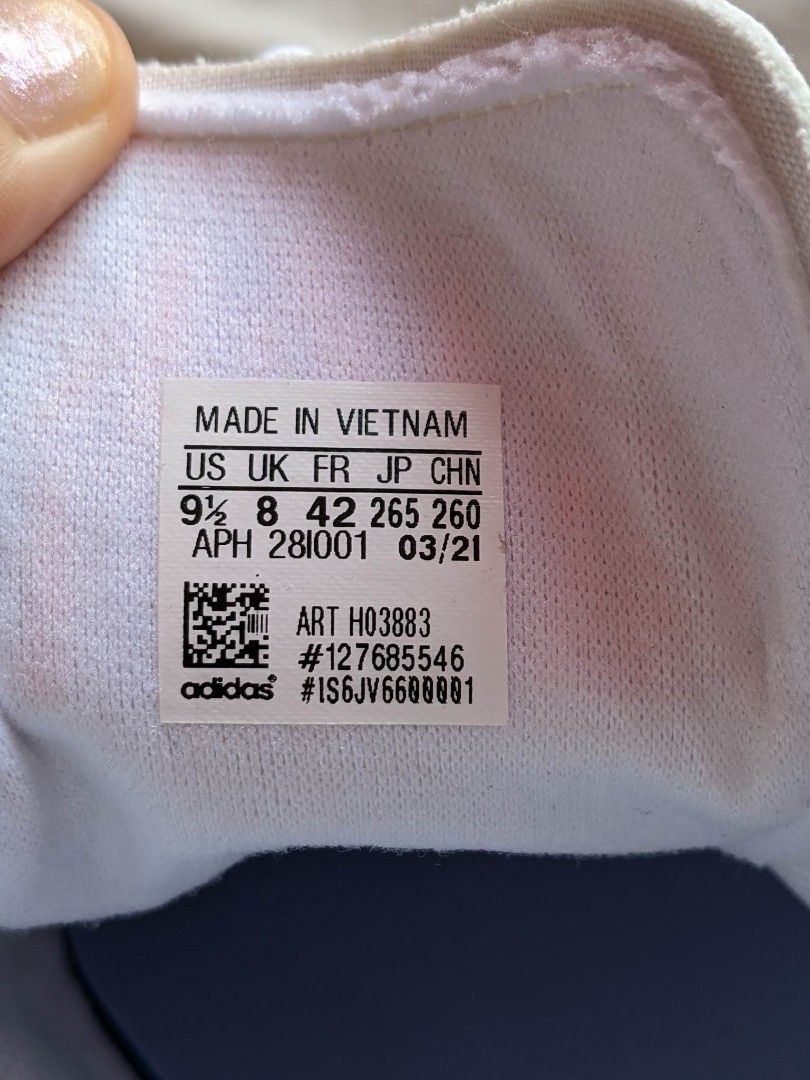 MADE IN VIETNAM
US UK FR JP CHN
9½ 8 42 265 260
APH 28I001 03/21
ART H03883
#127685546
adidas® #1S6JV6600001